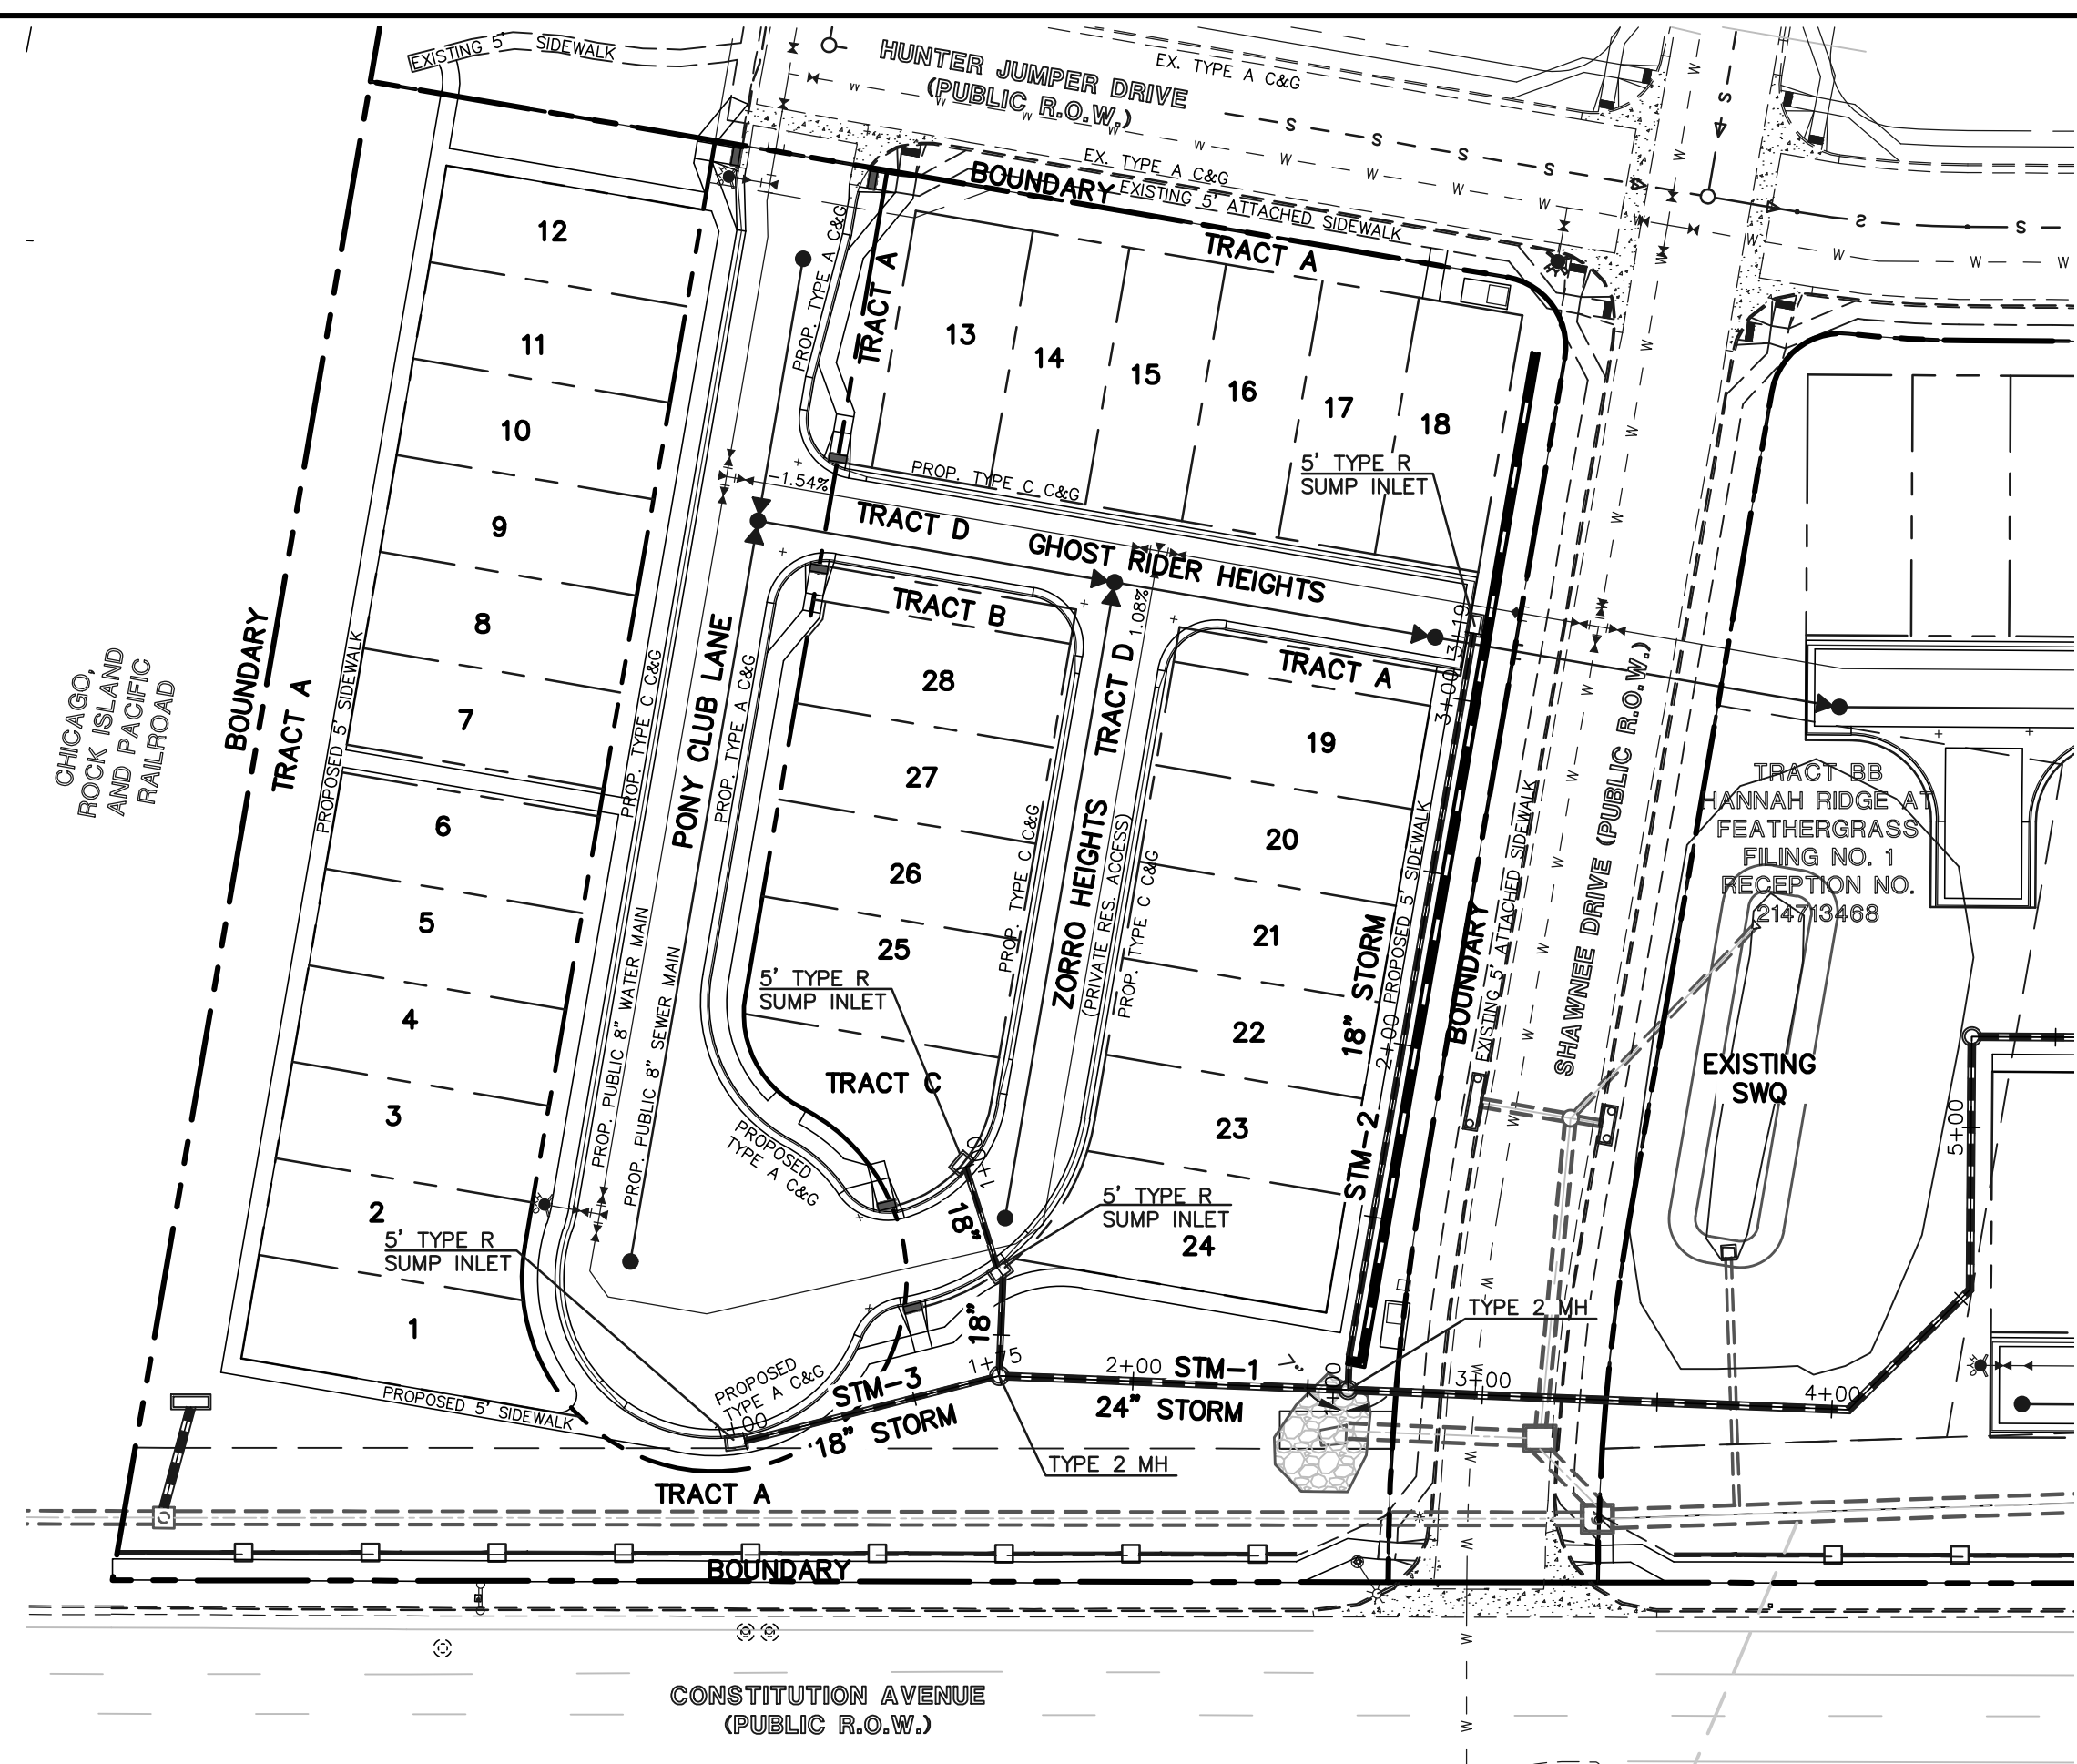 EXISTING 5' SIDEWALK
HUNTER JUMPER DRIVE
(PUBLIC R.O.W.)
EX. TYPE A C&G
EX. TYPE A C&G
BOUNDARY
EXISTING 5' ATTACHED SIDEWALK
TRACT A
TRACT A
PROP. TYPE A C&G
12
11
10
9
8
7
6
5
4
3
2
1
13
14
15
16
17
18
5' TYPE R
SUMP INLET
PROP. TYPE C C&G
-1.54%
TRACT D
GHOST RIDER HEIGHTS
TRACT B
1.08%
TRACT D
TRACT A
3+19
3+00
28
27
26
25
19
20
21
22
23
24
CHICAGO,
ROCK ISLAND
AND PACIFIC
RAILROAD
BOUNDARY
TRACT A
PROPOSED 5' SIDEWALK
PROP. TYPE C C&G
PONY CLUB LANE
PROP. TYPE A C&G
PROP. PUBLIC 8" WATER MAIN
PROP. PUBLIC 8" SEWER MAIN
PROP. TYPE C C&G
ZORRO HEIGHTS
(PRIVATE RES. ACCESS)
PROP. TYPE C C&G
5' TYPE R
SUMP INLET
TRACT C
PROPOSED
TYPE A C&G
1+00
18"
5' TYPE R
SUMP INLET
18"
18" STORM
STM-2
2+00
PROPOSED 5' SIDEWALK
BOUNDARY
EXISTING 5' ATTACHED SIDEWALK
SHAWNEE DRIVE (PUBLIC R.O.W.)
TRACT BB
HANNAH RIDGE AT
FEATHERGRASS
FILING NO. 1
RECEPTION NO.
214713468
EXISTING
SWQ
5+00
5' TYPE R
SUMP INLET
PROPOSED 5' SIDEWALK
PROPOSED
TYPE A C&G
STM-3
18" STORM
1+75
2+00
STM-1
24" STORM
TYPE 2 MH
3+00
4+00
TYPE 2 MH
TRACT A
BOUNDARY
CONSTITUTION AVENUE
(PUBLIC R.O.W.)